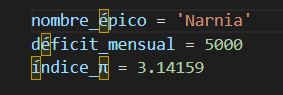 nombre_épico = 'Narnia'
déficit_mensual = 5000
índice_π = 3.14159